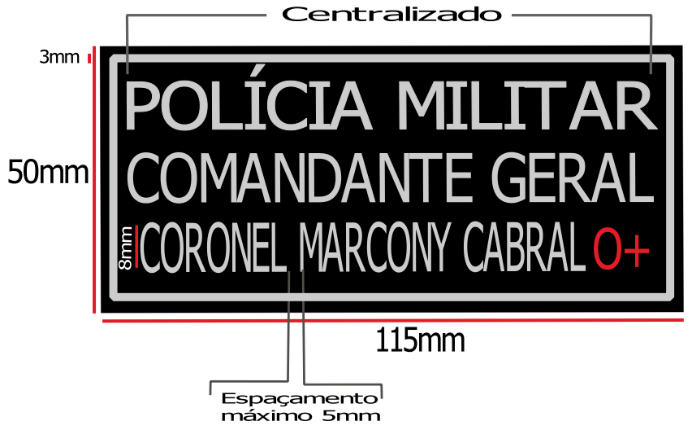 Centralizado
3mm
POLÍCIA MILITAR
50mm
COMANDANTE GERAL
8mm
CORONEL MARCONY CABRAL O+
115mm
Espaçamento
máximo 5mm